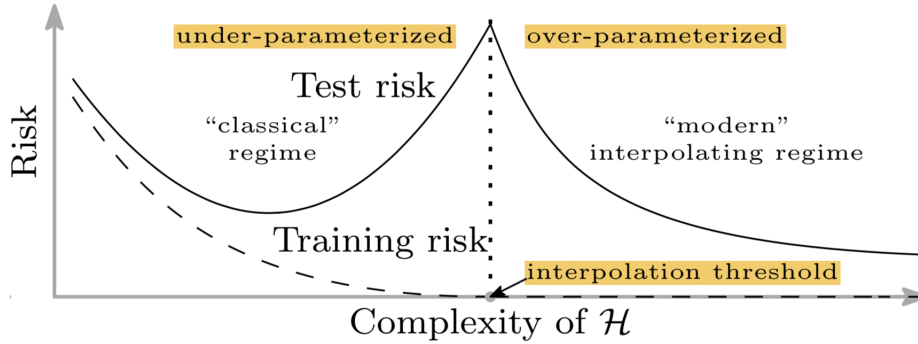 under-parameterized
over-parameterized
Test risk
“classical”
regime
“modern”
interpolating regime
Risk
Training risk
interpolation threshold
Complexity of ℋ